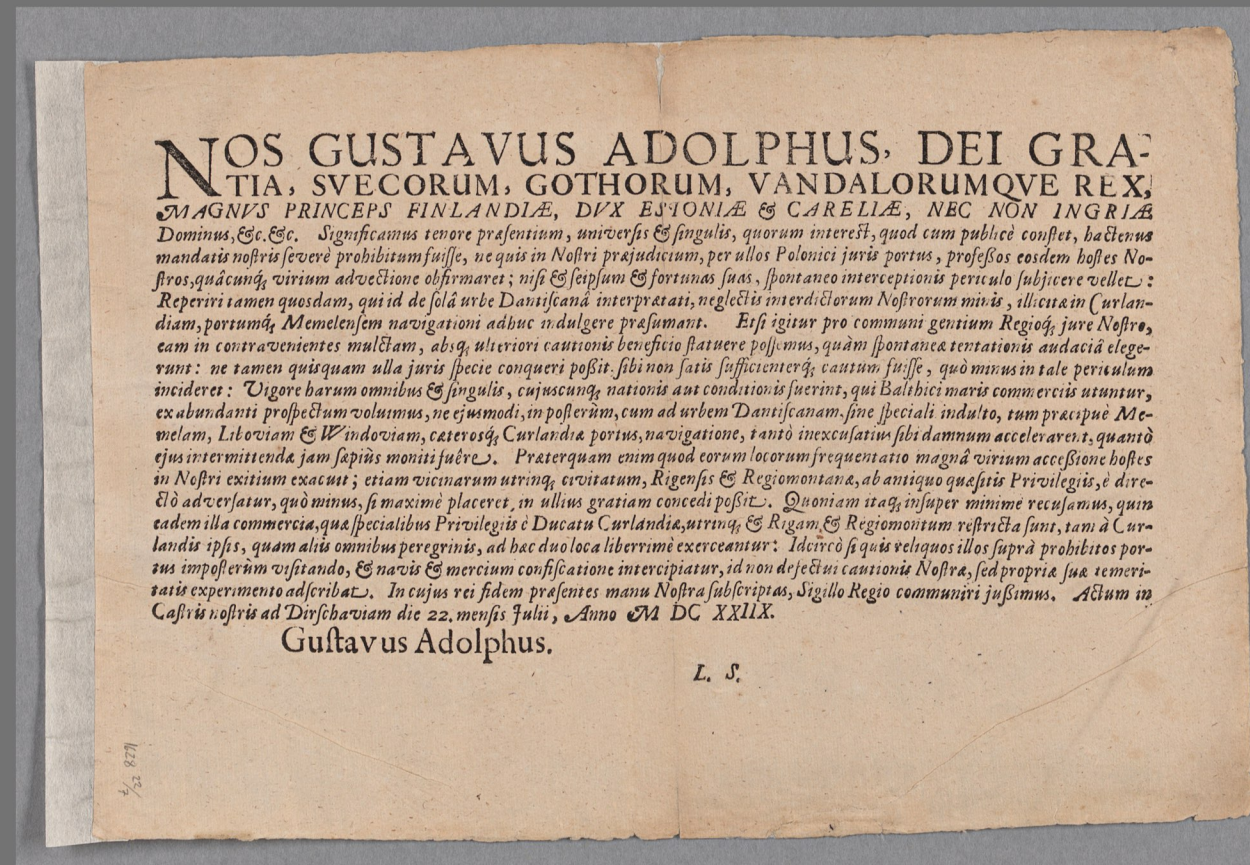 NOS GUSTAVUS ADOLPHUS, DEI GRA-
TIA, SVECORUM, GOTHORUM, VANDALORUMQVE REX,
MAGNVS PRINCEPS FINLANDIÆ, DVX ESTONIÆ & CARELIÆ, NEC NON INGRIÆ
Dominus, &c. &c. Significamus tenore præsentium, universis & singulis, quorum interest, quod cum publicè constet, hactenus
mandatis nostris severè prohibitum fuisse, ne quis in Nostri præjudicium, per ullos Polonici juris portus, professos eosdem hostes No-
stros, quâcunq; virium advectione obfirmaret; nisi & seipsum & fortunas suas, spontaneo interceptionis periculo subjicere vellet:
Reperiri tamen quosdam, qui id de solâ urbe Dantiscanâ interprætati, neglectis interdictorum Nostrorum minis, illicitæ in Curlan-
diam, portumq; Memelensem navigationi adhuc indulgere præsumant. Etsi igitur pro communi gentium Regioq; jure Nostro,
eam in contravenientes mulctam, absq; ulteriori cautionis beneficio statuere possemus, quàm spontaneæ tentationis audaciâ elege-
runt: ne tamen quisquam ulla juris specie conqueri possit, sibi non satis sufficienterq; cautum fuisse, quò minus in tale periculum
incideret: Vigore harum omnibus & singulis, cujuscunq; nationis aut conditionis fuerint, qui Balthici maris commerciis utuntur,
ex abundanti prospectum voluimus, ne ejusmodi, in posterùm, cum ad urbem Dantiscanam sine speciali indulto, tum præcipuè Me-
melam, Liboviam & Windoviam, cæterosq; Curlandiæ portus, navigatione, tantò inexcusatius sibi damnum accelerarent, quantò
ejus intermittendæ jam sæpiùs moniti fuêre. Præterquam enim quod eorum locorum frequentatio magnâ virium accessione hostes
in Nostri exitium exacuit; etiam vicinarum utrinq; civitatum, Rigensis & Regiomontanæ, ab antiquo quæsitis Privilegiis, è dire-
ctò adversatur, quò minus, si maximè placeret, in ullius gratiam concedi possit. Quoniam itaq; insuper minimè recusamus, quin
eadem illa commercia, quæ specialibus Privilegiis è Ducatu Curlandiæ, utrinq; & Rigam & Regiomontum restricta sunt, tam à Cur-
landis ipsis, quam aliis omnibus peregrinis, ad hæc duo loca liberrimè exerceantur: Idcircò si quis reliquos illos suprà prohibitos por-
tus imposterum visitando, & navis & mercium confiscatione intercipiatur, id non defectui cautionis Nostræ, sed propriæ suæ temeri-
tatis experimento adscribat. In cujus rei fidem præsentes manu Nostra subscriptas, Sigillo Regio communiri jussimus. Actum in
Castris nostris ad Dirschaviam die 22. mensis Julii, Anno M DC XXIIX.
Gustavus Adolphus.
L. S.
1628 22/7